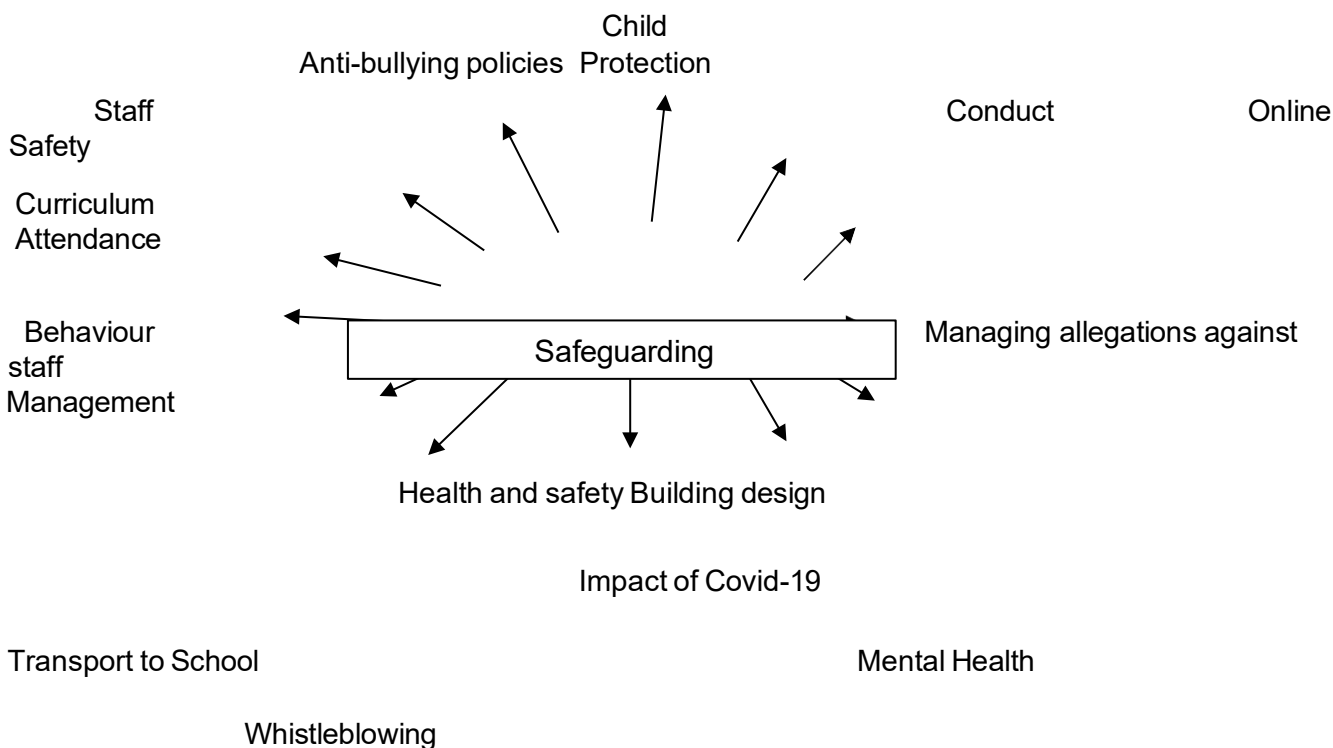 Child
Anti-bullying policies Protection
Staff Conduct Online
Safety
Curriculum
Attendance
Behaviour Managing allegations against
staff
Management
Safeguarding
Health and safety Building design
Impact of Covid-19
Transport to School Mental Health
Whistleblowing